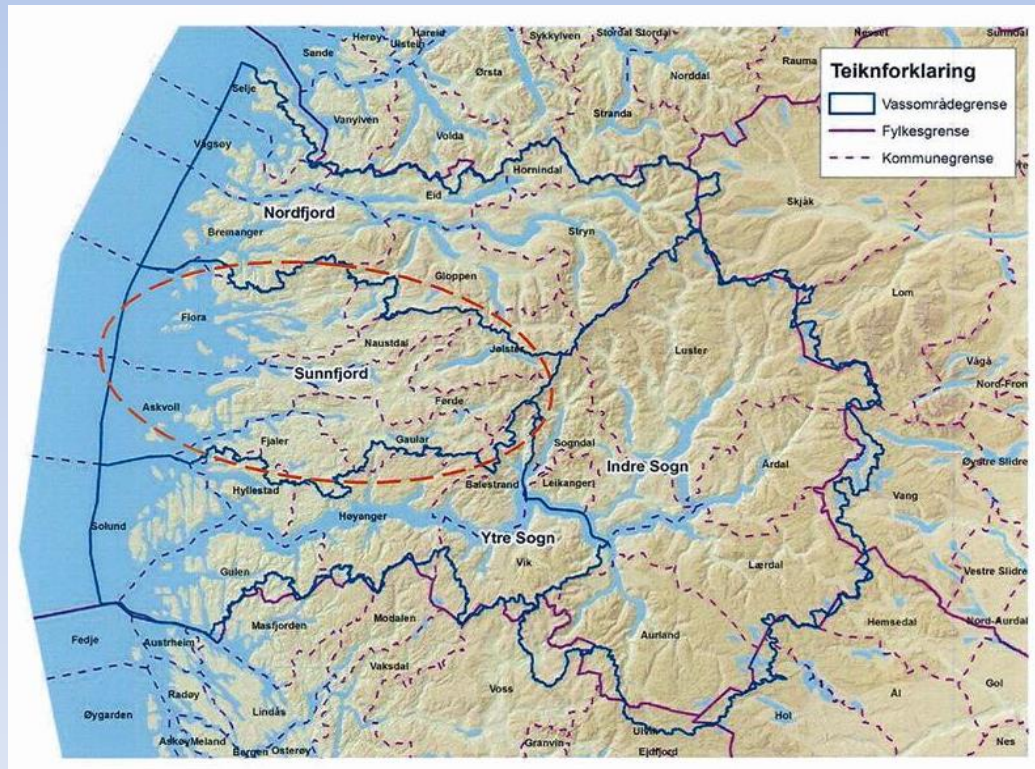 Herøy
Hareid
Ulstein
Sande
Sykkylven
Stordal Stordal
Nesset
Sunndal
Ørsta
Norddal
Rauma
Selje
Vanylven
Volda
Stranda
Teiknforklaring
Vassområdegrense
Fylkesgrense
Kommunegrense
Vågsøy
Hornindal
Eid
Skjåk
Nordfjord
Bremanger
Stryn
Gloppen
Lom
Flora
Naustdal
Jølster
Luster
Vågå
Sunnfjord
Nord-Fron
Askvoll
Førde
Fjaler
Gaular
Sogndal
Indre Sogn
Årdal
Øystre Slidre
Hyllestad
Balestrand
Leikanger
Vang
Høyanger
Solund
Ytre Sogn
Vik
Gulen
Lærdal
Vestre Slidre
Masfjorden
Modalen
Hemsedal
Nord-Aurdal
Fedje
Austrheim
Aurland
Vaksdal
Voss
Radøy
Ål
Gol
Øygarden
Lindås
Hol
Askøy
Meland
Bergen
Osterøy
Granvin
Ulvik
Eidfjord
Nes